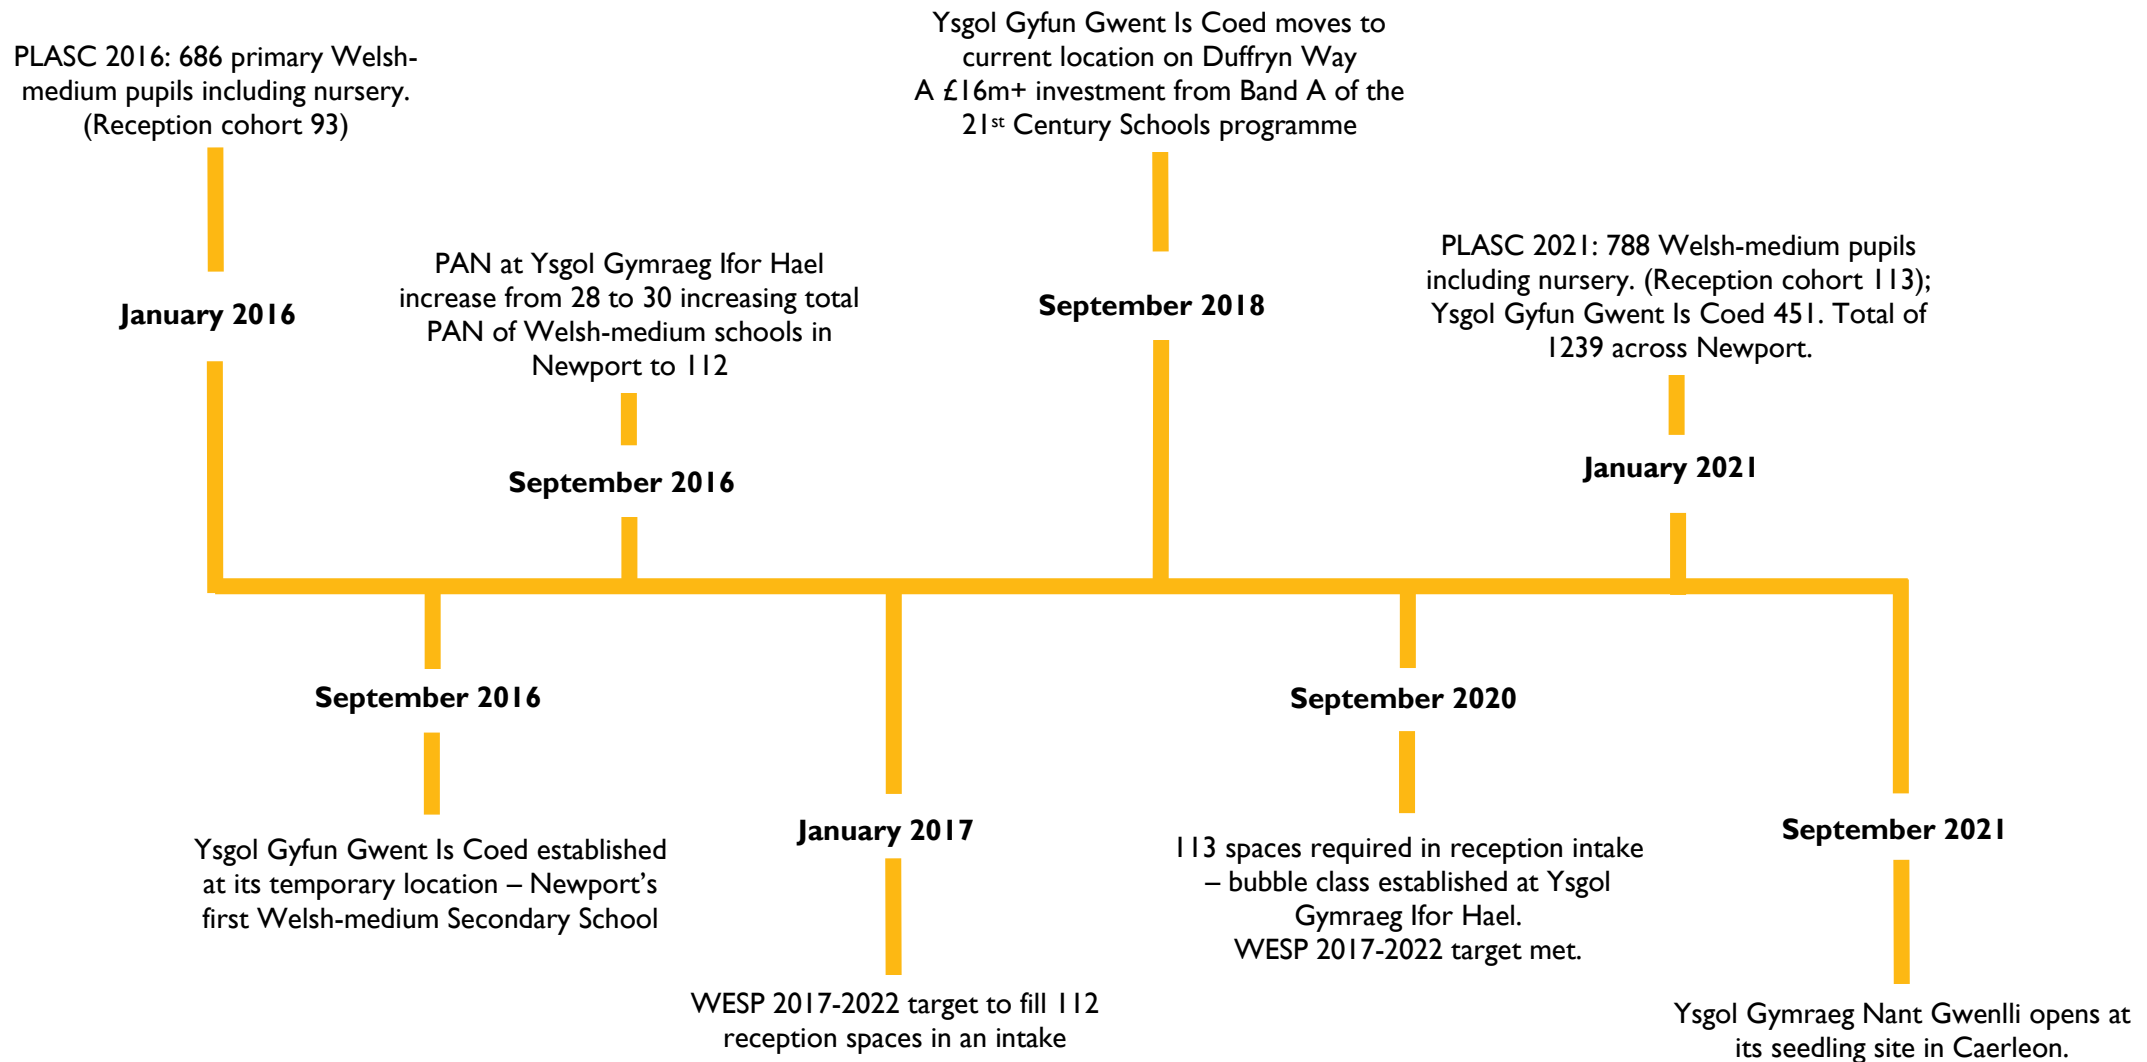 PLASC 2016: 686 primary Welsh-
medium pupils including nursery.
(Reception cohort 93)
January 2016
September 2016
Ysgol Gyfun Gwent Is Coed established
at its temporary location – Newport's
first Welsh-medium Secondary School
PAN at Ysgol Gymraeg Ifor Hael
increase from 28 to 30 increasing total
PAN of Welsh-medium schools in
Newport to 112
September 2016
January 2017
WESP 2017-2022 target to fill 112
reception spaces in an intake
Ysgol Gyfun Gwent Is Coed moves to
current location on Duffryn Way
A £16m+ investment from Band A of the
21st Century Schools programme
September 2018
September 2020
113 spaces required in reception intake
– bubble class established at Ysgol
Gymraeg Ifor Hael.
WESP 2017-2022 target met.
PLASC 2021: 788 Welsh-medium pupils
including nursery. (Reception cohort 113);
Ysgol Gyfun Gwent Is Coed 451. Total of
1239 across Newport.
January 2021
September 2021
Ysgol Gymraeg Nant Gwenlli opens at
its seedling site in Caerleon.